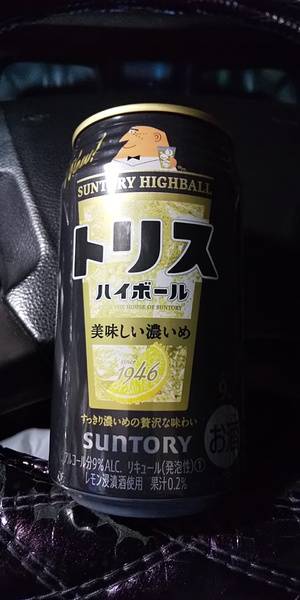 New!
SUNTORY HIGHBALL
トリス
ハイボール
THE HOUSE OF SUNTORY
美味しい濃いめ
since
1946
すっきり濃いめの贅沢な味わい
SUNTORY
お酒
アルコール分9%ALC. リキュール(発泡性)①
レモン浸漬酒使用 果汁0.2%